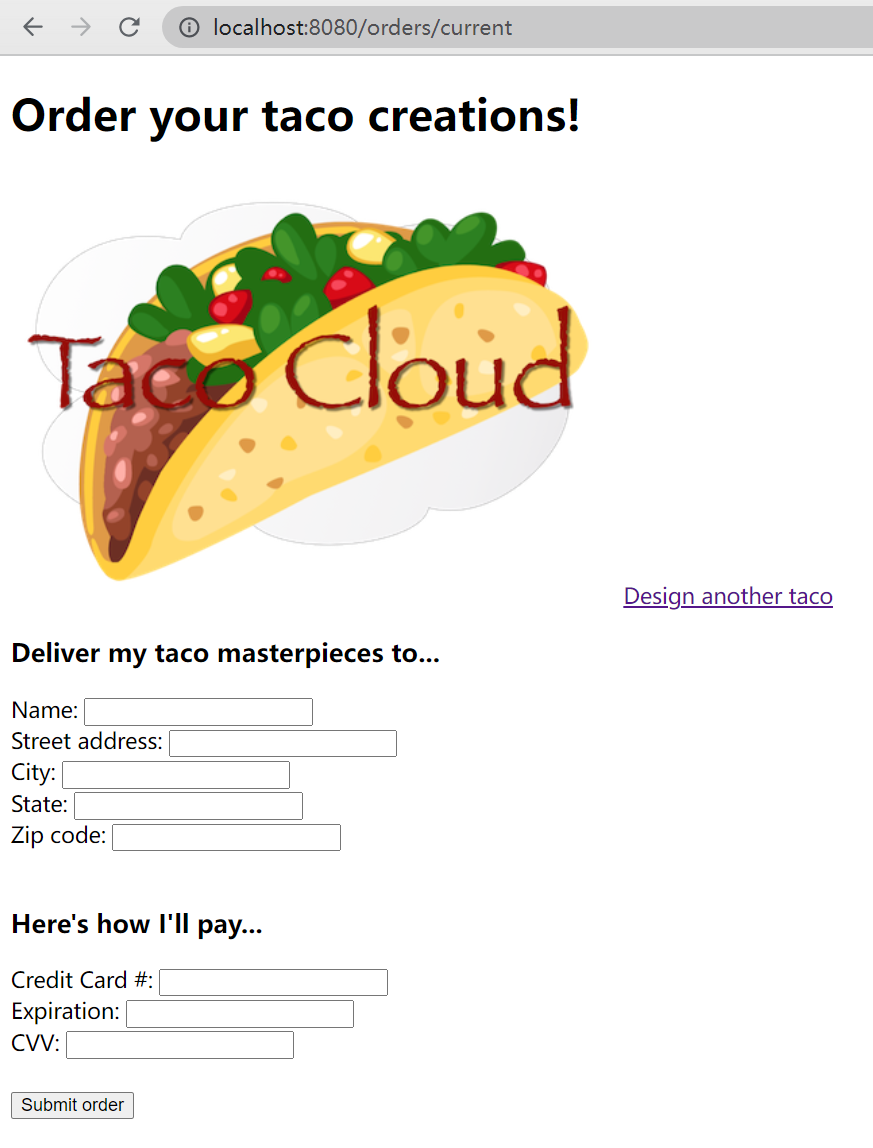 localhost:8080/orders/current
Order your taco creations!
Taco Cloud
Design another taco
Deliver my taco masterpieces to...
Name:
Street address:
City:
State:
Zip code:
Here's how I'll pay...
Credit Card #:
Expiration:
CVV:
Submit order